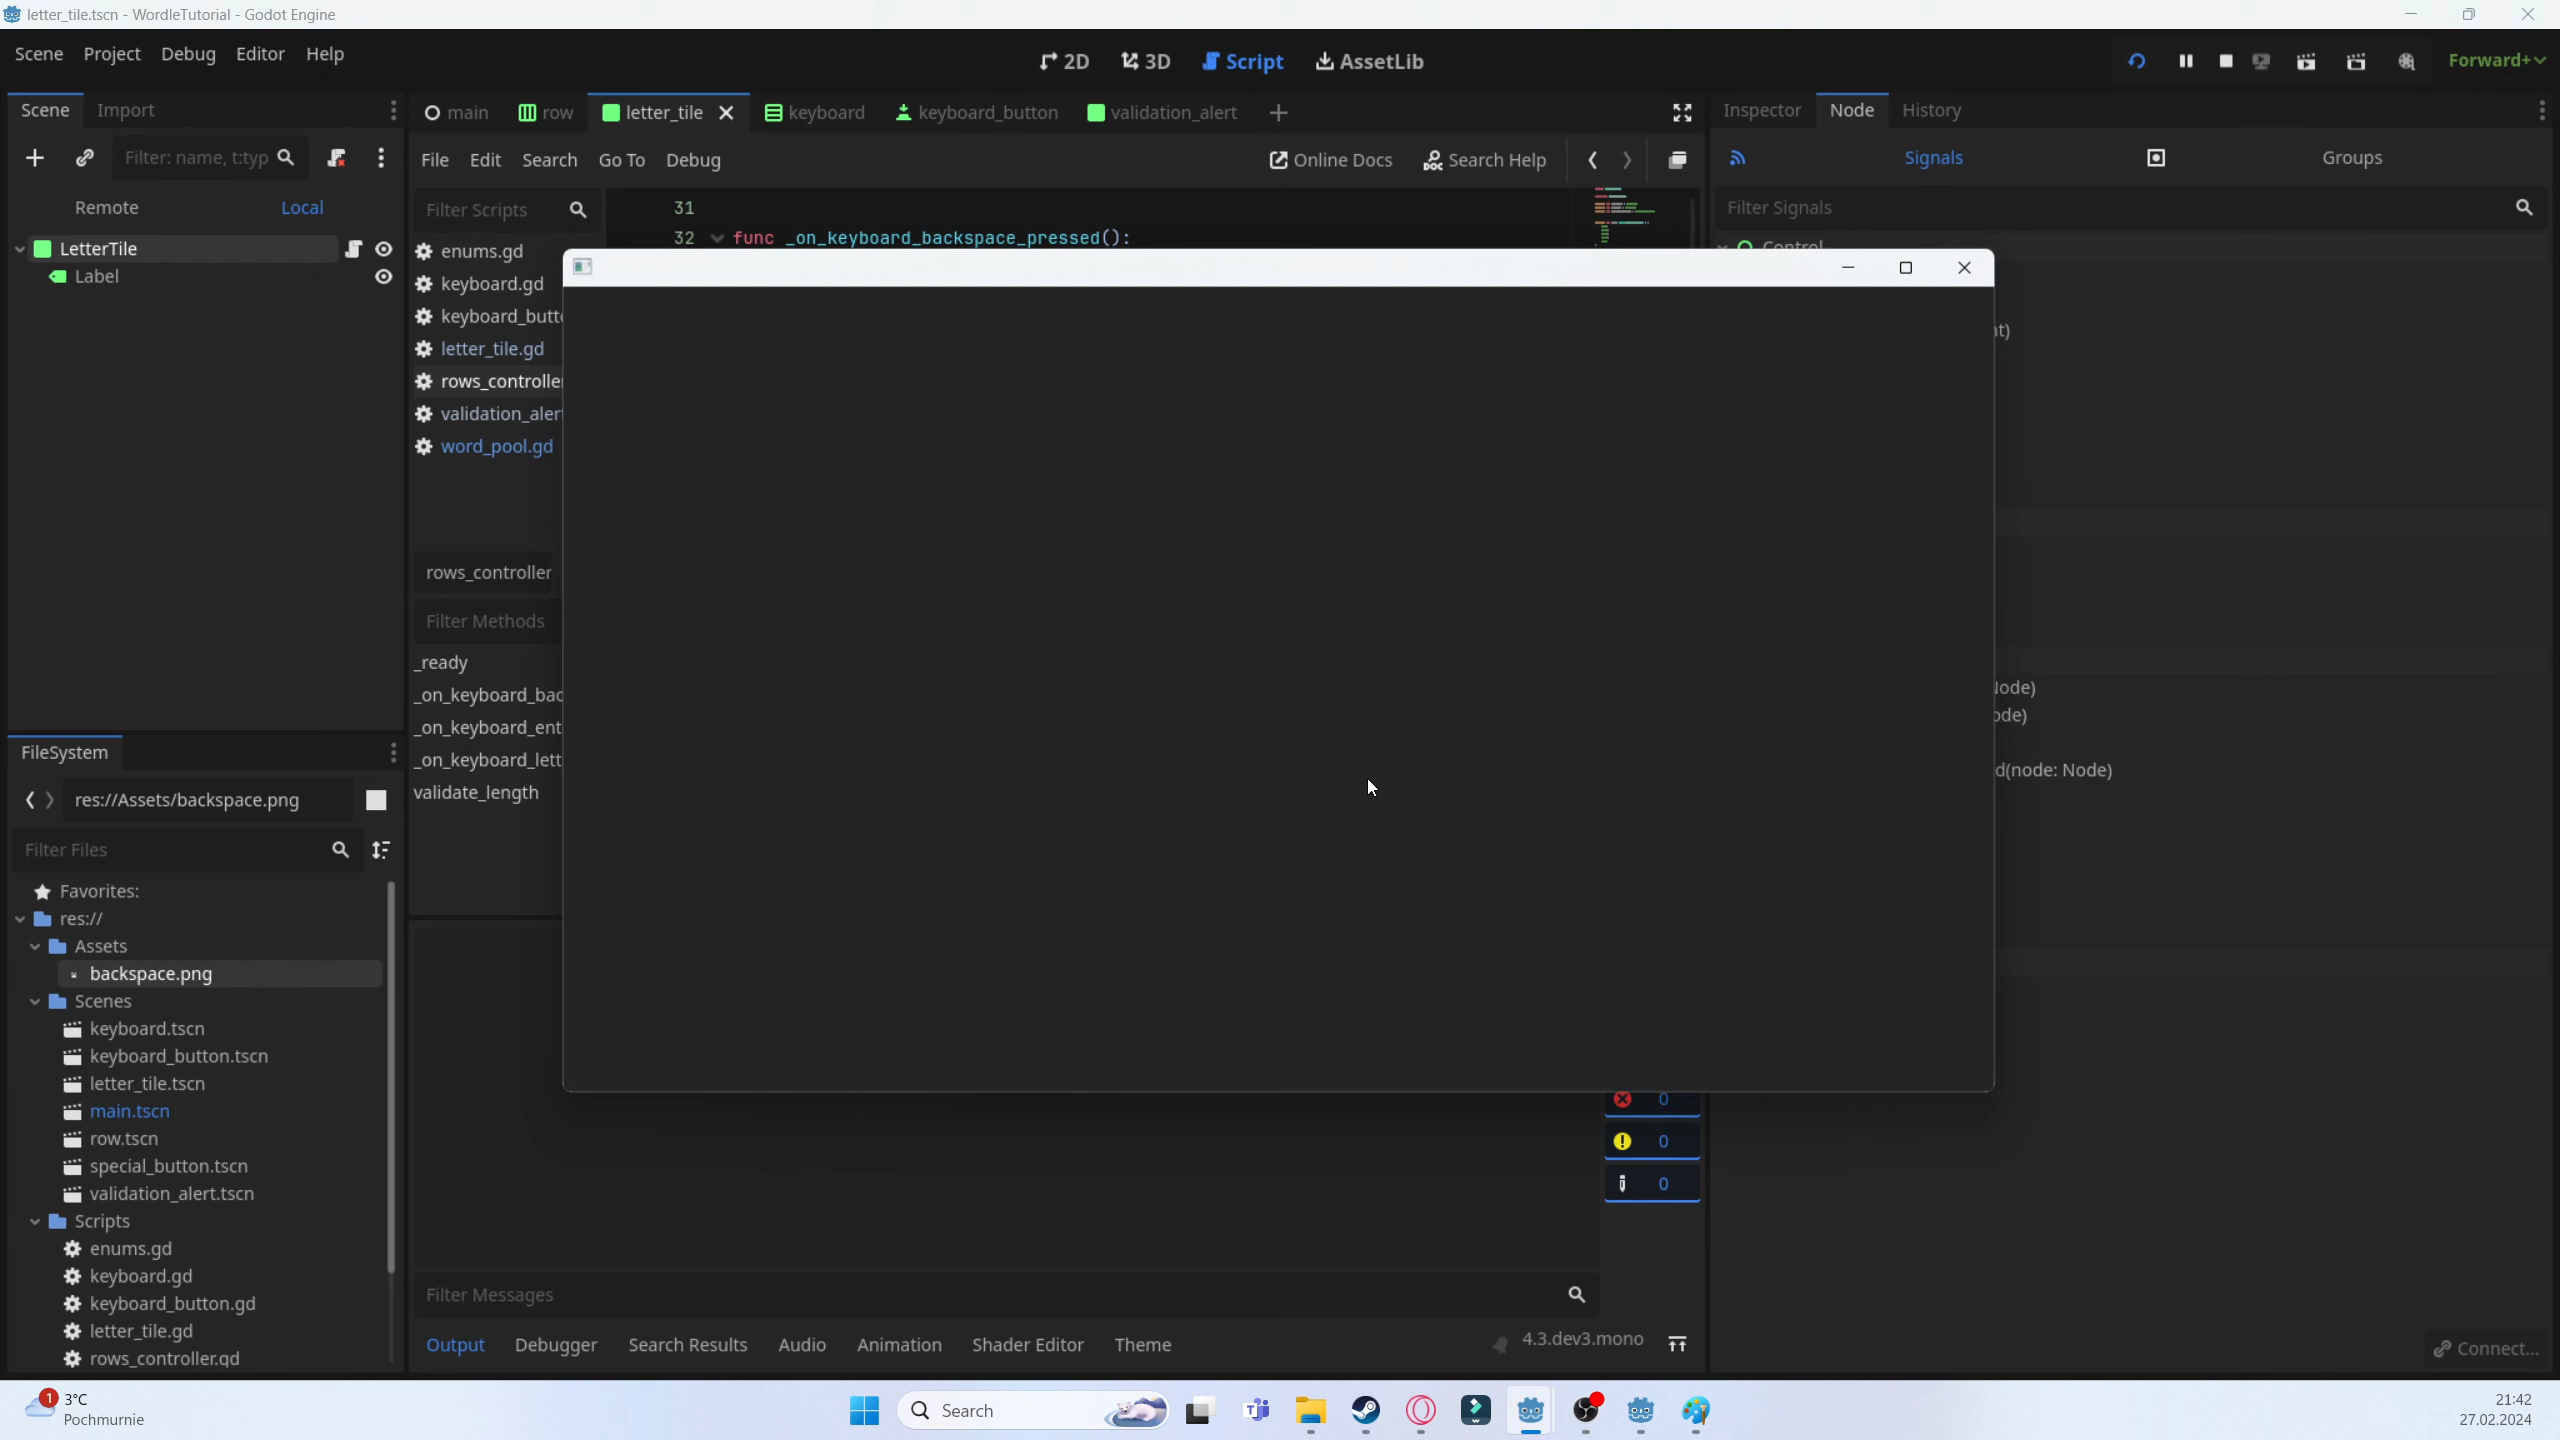 letter_tile.tscn - WordleTutorial - Godot Engine
Scene Project Debug Editor Help
2D 3D Script AssetLib
Forward+
Scene Import
main row letter_tile keyboard keyboard_button validation_alert
Inspector Node History
Filter: name, t:typ
File Edit Search Go To Debug
Online Docs Search Help
Signals Groups
Remote Local
Filter Scripts
31
Filter Signals
32 func _on_keyboard_backspace_pressed():
LetterTile
Label
enums.gd
keyboard.gd
keyboard_butt
letter_tile.gd
rows_controlle
validation_aler
word_pool.gd
rows_controller
Filter Methods
_ready
_on_keyboard_bac
_on_keyboard_ent
_on_keyboard_lett
validate_length
Control
nt)
Node)
ode)
d(node: Node)
FileSystem
res://Assets/backspace.png
Filter Files
Favorites:
res://
Assets
backspace.png
Scenes
keyboard.tscn
keyboard_button.tscn
letter_tile.tscn
main.tscn
row.tscn
special_button.tscn
validation_alert.tscn
Scripts
enums.gd
keyboard.gd
keyboard_button.gd
letter_tile.gd
rows_controller.gd
0
0
0
Filter Messages
Output Debugger Search Results Audio Animation Shader Editor Theme
4.3.dev3.mono
Connect...
1
3°C
Pochmurnie
Search
21:42
27.02.2024